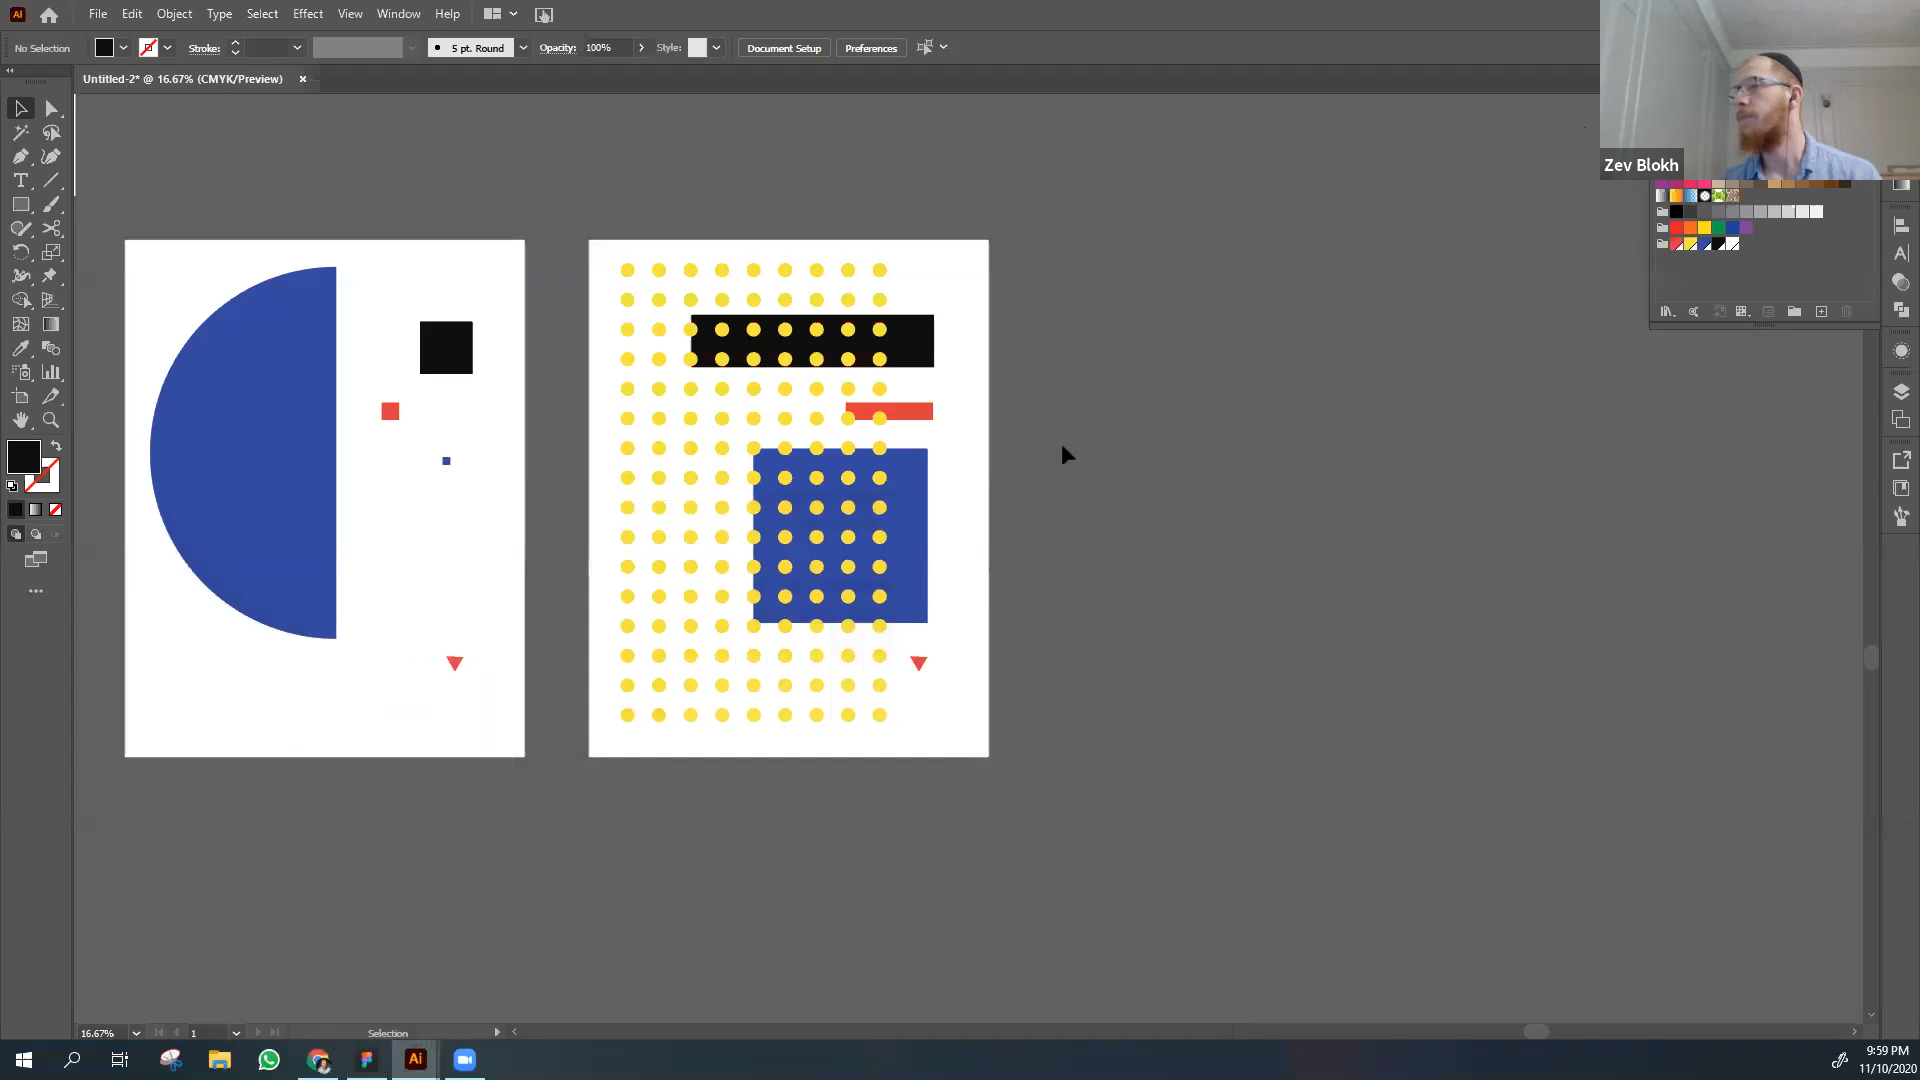 Ai File Edit Object Type Select Effect View Window Help
No Selection Stroke: 5 pt. Round Opacity: 100% Style: Document Setup Preferences
Untitled-2* @ 16.67% (CMYK/Preview) ×
Zev Blokh
16.67% 1 Selection
Ai
9:59 PM
11/10/2020